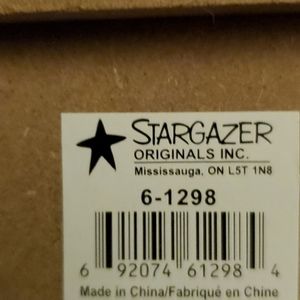 STARGAZER
ORIGINALS INC.
Mississauga, ON L5T 1N8
6-1298
6 92074 61298 4
Made in China/Fabriqué en Chine